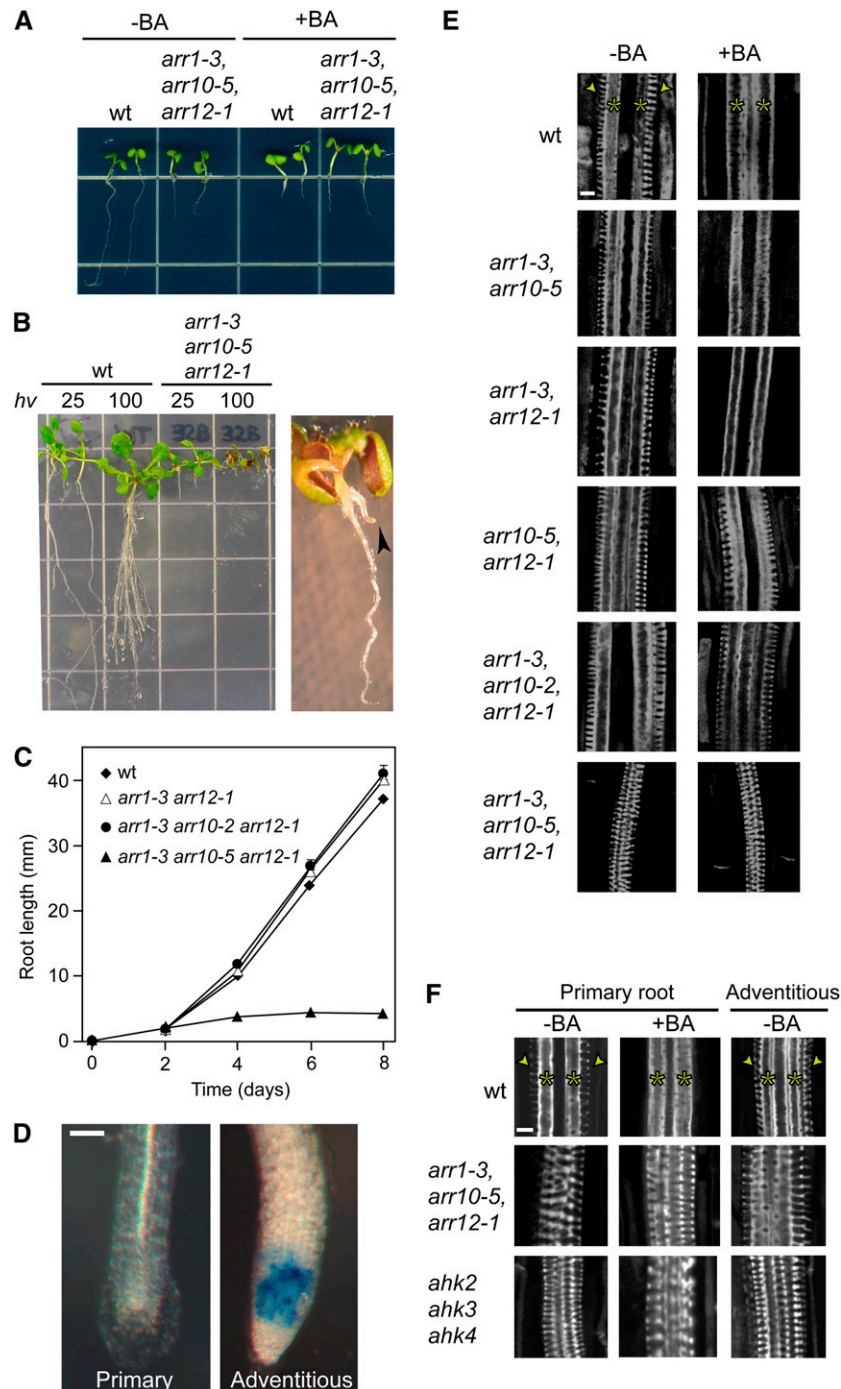 A
-BA
+BA
arr1-3,
arr10-5,
arr12-1
wt
arr1-3,
arr10-5,
arr12-1
wt
B
arr1-3
arr10-5
arr12-1
wt
hv 25 100 25 100
WT 32B 32B
C
wt
arr1-3 arr12-1
arr1-3 arr10-2 arr12-1
arr1-3 arr10-5 arr12-1
Root length (mm)
40
30
20
10
0
0 2 4 6 8
Time (days)
D
Primary
Adventitious
E
-BA
+BA
wt
arr1-3,
arr10-5
arr1-3,
arr12-1
arr10-5,
arr12-1
arr1-3,
arr10-2,
arr12-1
arr1-3,
arr10-5,
arr12-1
F
Primary root
Adventitious
-BA
+BA
-BA
wt
arr1-3,
arr10-5,
arr12-1
ahk2
ahk3
ahk4